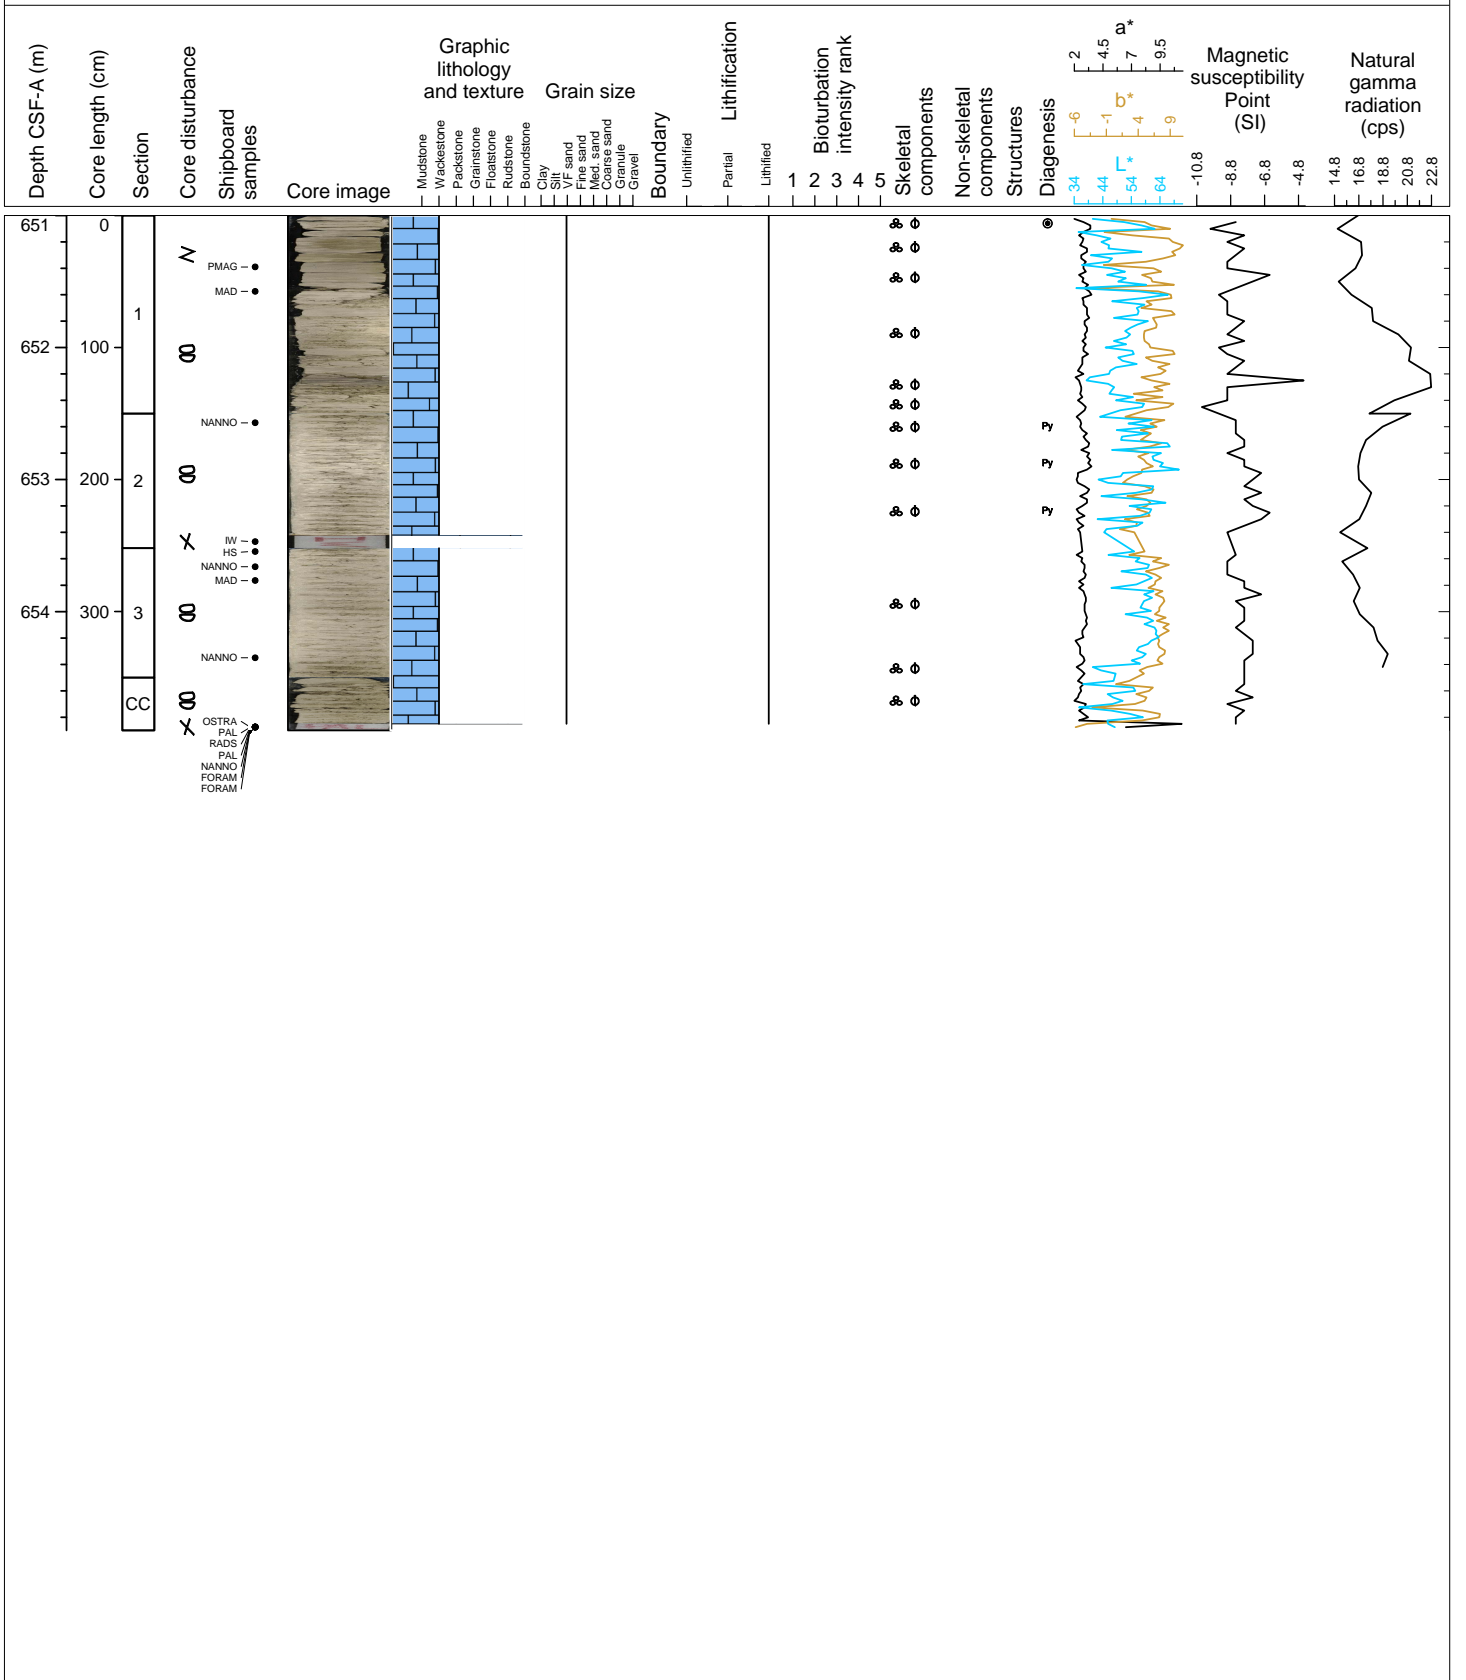 Depth CSF-A (m)
Core length (cm)
Section
Core disturbance
Shipboard
samples
Core image
Graphic
lithology
and texture
Mudstone
Wackestone
Packstone
Grainstone
Floatstone
Rudstone
Boundstone
Grain size
Clay
Silt
VF sand
Fine sand
Med. sand
Coarse sand
Granule
Gravel
Boundary
Lithification
Unlithified
Partial
Lithified
Bioturbation
intensity rank
1 2 3 4 5
Skeletal
components
Non-skeletal
components
Structures
Diagenesis
a*
2 4.5 7 9.5
b*
-6 -1 4 9
L*
34 44 54 64
Magnetic
susceptibility
Point
(SI)
-10.8 -8.8 -6.8 -4.8
Natural
gamma
radiation
(cps)
14.8 16.8 18.8 20.8 22.8
651 0
PMAG
MAD
1
652 100
NANNO
Py
Py
653 200 2
Py
IW
HS
NANNO
MAD
654 300 3
NANNO
CC
OSTRA
PAL
RADS
PAL
NANNO
FORAM
FORAM